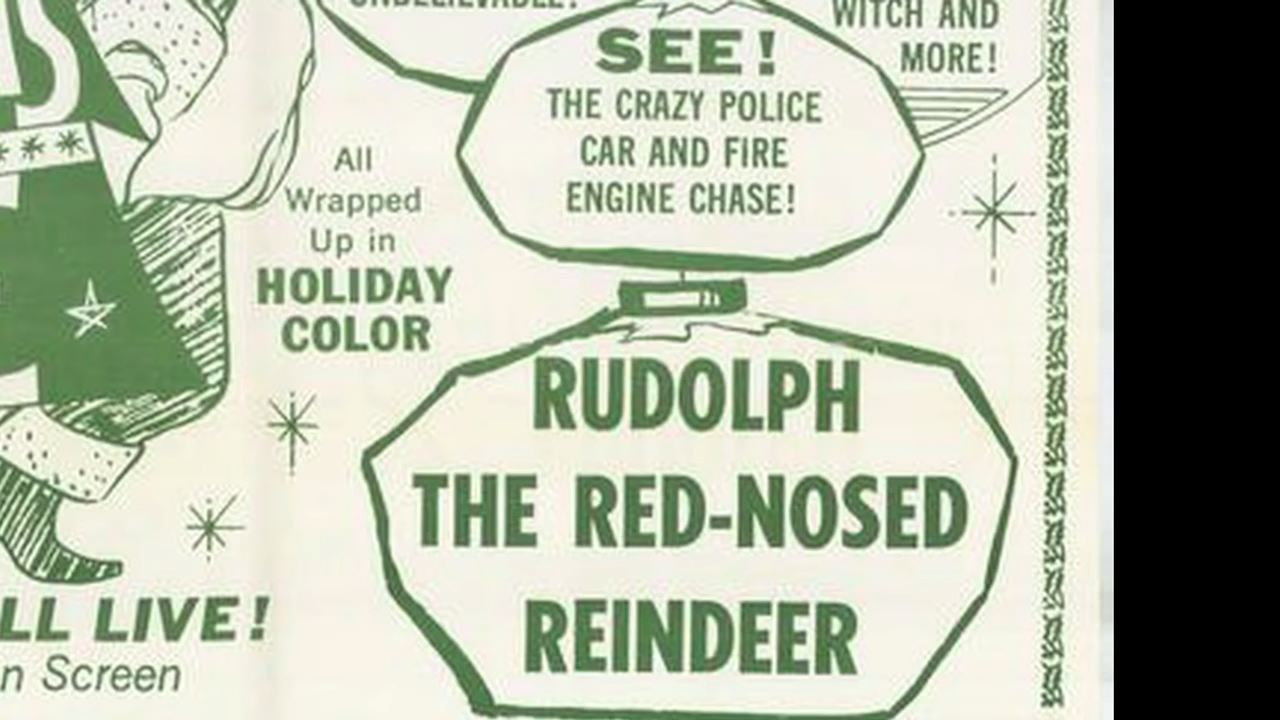 UNBELIEVABLE!
WITCH AND
MORE!
SEE!
THE CRAZY POLICE
CAR AND FIRE
ENGINE CHASE!
All
Wrapped
Up in
HOLIDAY
COLOR
RUDOLPH
THE RED-NOSED
REINDEER
LL LIVE!
n Screen